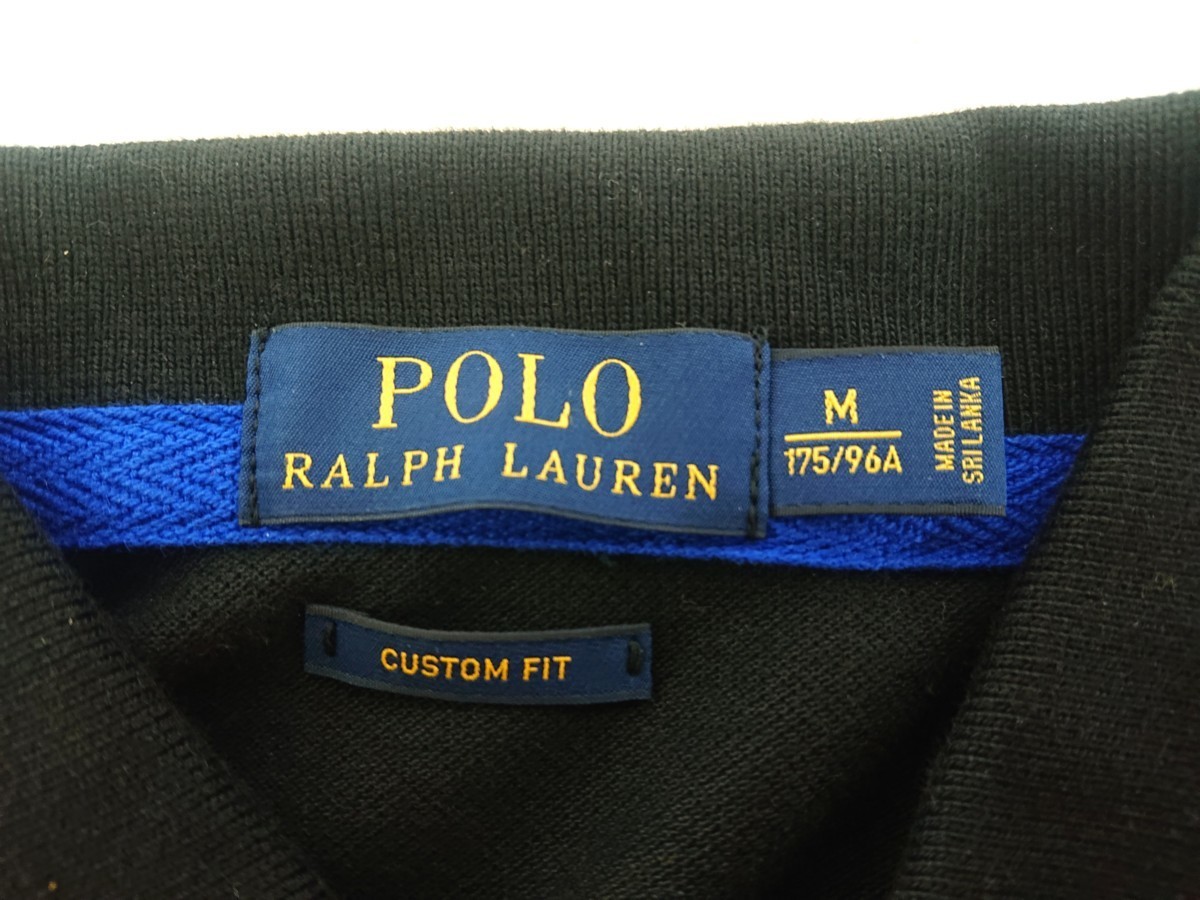 POLO
RALPH LAUREN
M
175/96A
MADE IN
SRI LANKA
CUSTOM FIT